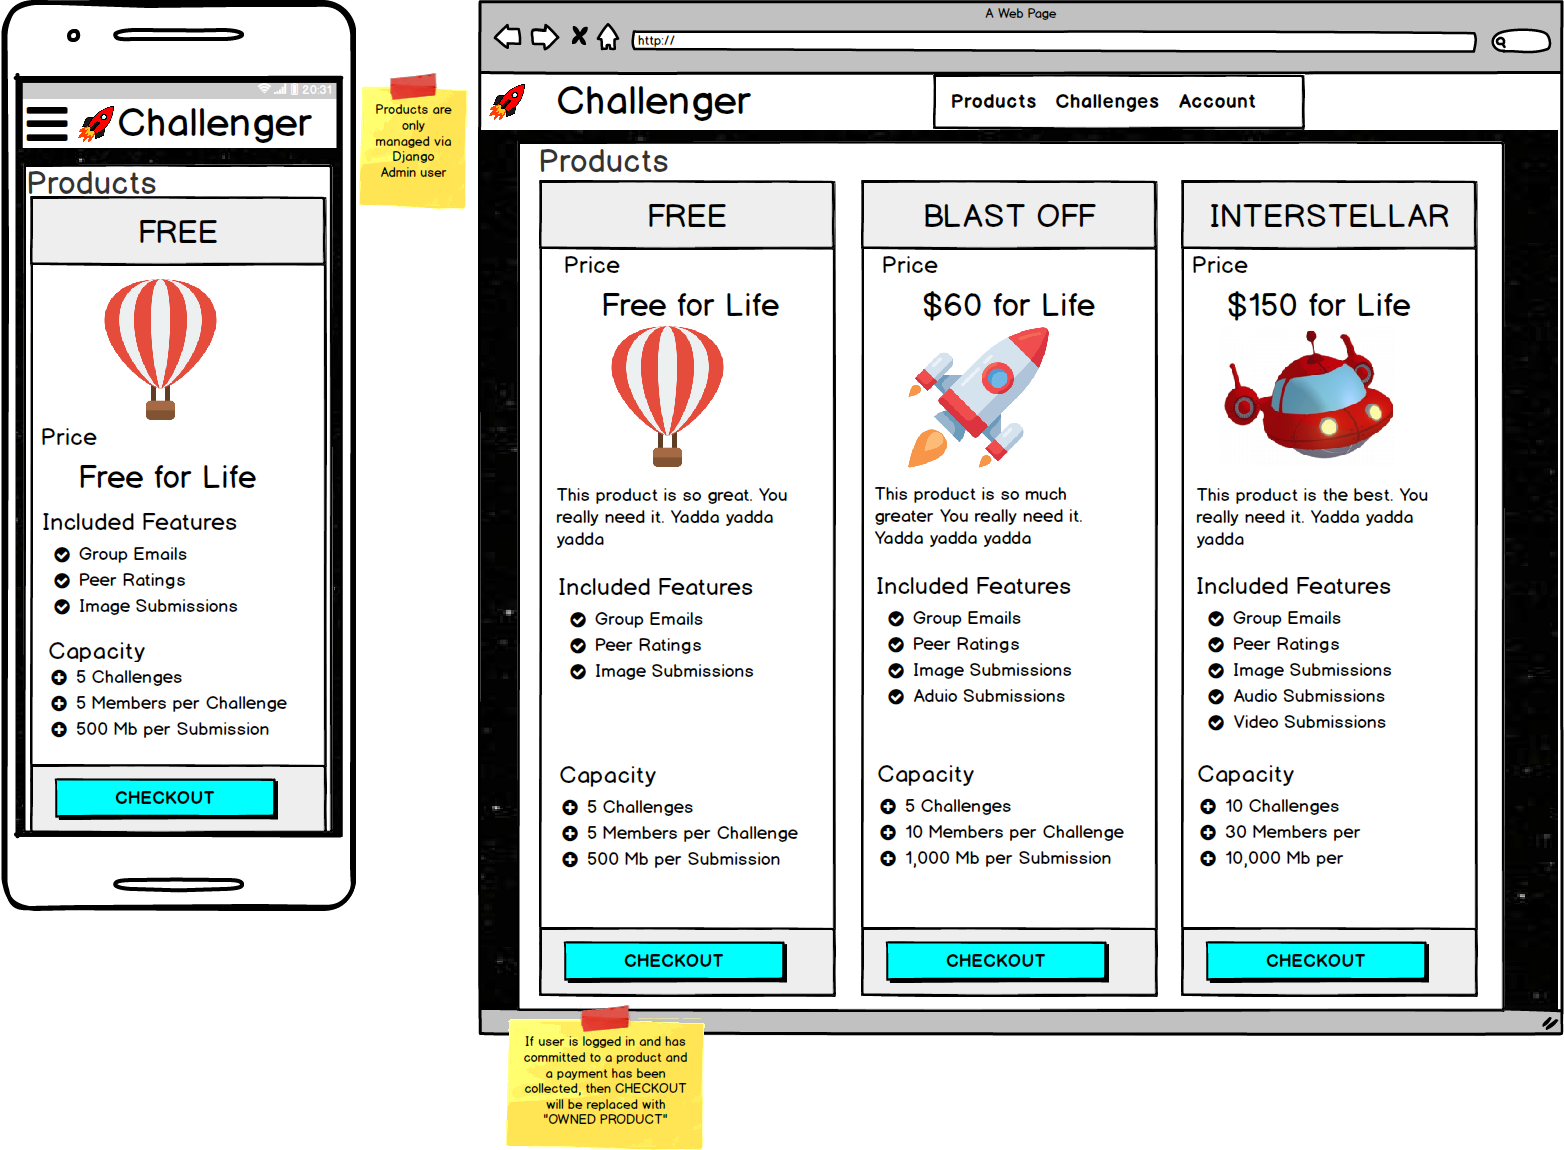 20:31
Challenger
Products
FREE
Price
Free for Life
Included Features
Group Emails
Peer Ratings
Image Submissions
Capacity
5 Challenges
5 Members per Challenge
500 Mb per Submission
CHECKOUT
Products are
only
managed via
Django
Admin user
A Web Page
http://
Challenger
Products Challenges Account
Products
FREE
Price
Free for Life
This product is so great. You
really need it. Yadda yadda
yadda
Included Features
Group Emails
Peer Ratings
Image Submissions
Capacity
5 Challenges
5 Members per Challenge
500 Mb per Submission
CHECKOUT
BLAST OFF
Price
$60 for Life
This product is so much
greater You really need it.
Yadda yadda yadda
Included Features
Group Emails
Peer Ratings
Image Submissions
Aduio Submissions
Capacity
5 Challenges
10 Members per Challenge
1,000 Mb per Submission
CHECKOUT
INTERSTELLAR
Price
$150 for Life
This product is the best. You
really need it. Yadda yadda
yadda
Included Features
Group Emails
Peer Ratings
Image Submissions
Audio Submissions
Video Submissions
Capacity
10 Challenges
30 Members per
10,000 Mb per
CHECKOUT
If user is logged in and has
committed to a product and
a payment has been
collected, then CHECKOUT
will be replaced with
"OWNED PRODUCT"